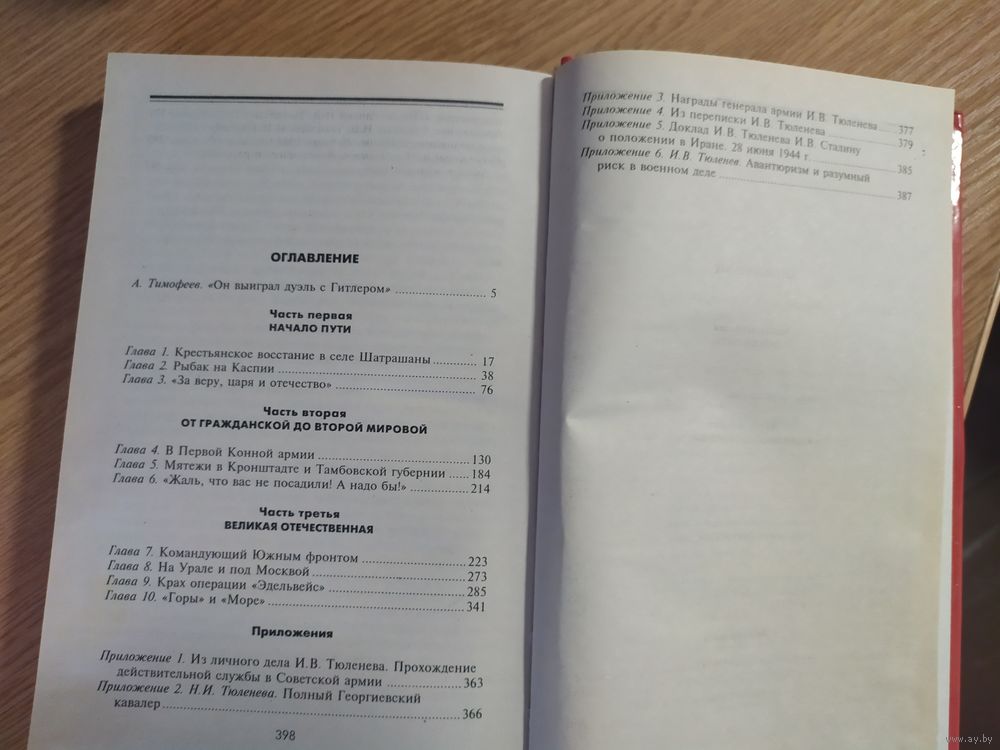 ОГЛАВЛЕНИЕ
А. Тимофеев. «Он выиграл дуэль с Гитлером» ........ 5
Часть первая
НАЧАЛО ПУТИ
Глава 1. Крестьянское восстание в селе Шатрашаны ........ 17
Глава 2. Рыбак на Каспии ........ 38
Глава 3. «За веру, царя и отечество» ........ 76
Часть вторая
ОТ ГРАЖДАНСКОЙ ДО ВТОРОЙ МИРОВОЙ
Глава 4. В Первой Конной армии ........ 130
Глава 5. Мятежи в Кронштадте и Тамбовской губернии ........ 184
Глава 6. «Жаль, что вас не посадили! А надо бы!» ........ 214
Часть третья
ВЕЛИКАЯ ОТЕЧЕСТВЕННАЯ
Глава 7. Командующий Южным фронтом ........ 223
Глава 8. На Урале и под Москвой ........ 273
Глава 9. Крах операции «Эдельвейс» ........ 285
Глава 10. «Горы» и «Море» ........ 341
Приложения
Приложение 1. Из личного дела И.В. Тюленева. Прохождение
действительной службы в Советской армии ........ 363
Приложение 2. Н.И. Тюленева. Полный Георгиевский
кавалер ........ 366
398
Приложение 3. Награды генерала армии И.В. Тюленева ........ 377
Приложение 4. Из переписки И.В. Тюленева ........ 379
Приложение 5. Доклад И.В. Тюленева И.В. Сталину
о положении в Иране. 28 июня 1944 г. ........ 385
Приложение 6. И.В. Тюленев. Авантюризм и разумный
риск в военном деле ........ 387
www.ay.by